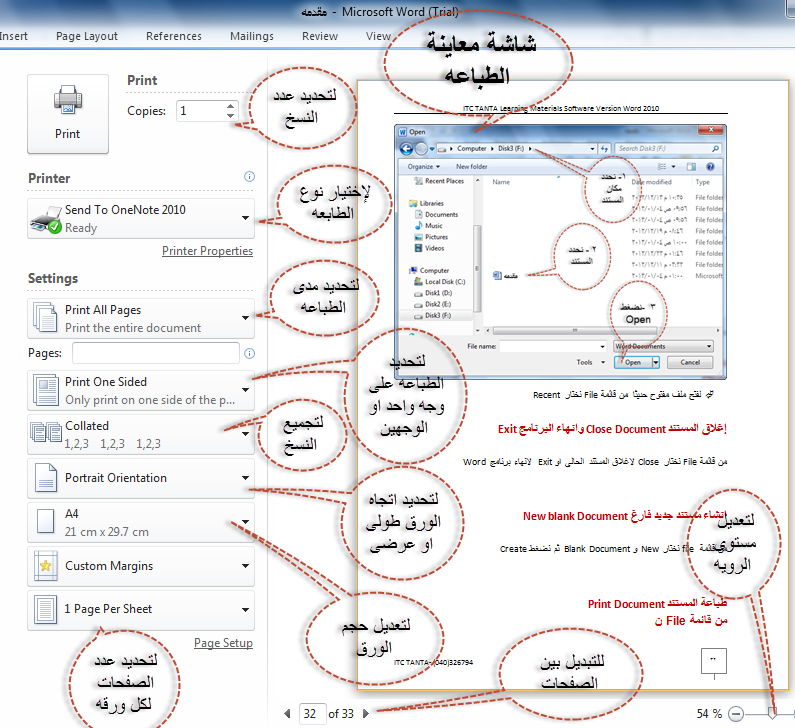 مقدمه - Microsoft Word (Trial)
Insert Page Layout References Mailings Review View
Print
Print
Copies: 1
لتحديد عدد
النسخ
Printer
Send To OneNote 2010
Ready
لإختيار نوع
الطابعه
Printer Properties
Settings
Print All Pages
Print the entire document
لتحديد مدى
الطباعه
Pages:
Print One Sided
Only print on one side of the p...
لتحديد
الطباعه على
وجه واحد او
الوجهين
Collated
1,2,3 1,2,3 1,2,3
لتجميع
النسخ
Portrait Orientation
لتحديد اتجاه
الورق طولى
او عرضى
A4
21 cm x 29.7 cm
Custom Margins
1 Page Per Sheet
لتعديل حجم
الورق
Page Setup
لتحديد عدد
الصفحات
لكل ورقه
شاشة معاينة
الطباعه
ITC TANTA Learning Materials Software Version Word 2010
Open
Computer Disk3 (F:)
Search Disk3 (F:)
Organize New folder
Recent Places
Libraries
Documents
Music
Pictures
Videos
Computer
Local Disk (C:)
Disk1 (D:)
Disk2 (E:)
Disk3 (F:)
Name Date modified Type
File folder
File folder
File folder
File folder
File folder
File folder
مقدمه
Microsoft
١- نحدد
مكان
المستند
٢- نحدد
المستند
٣- نضغط
Open
File name:
Word Documents
Tools Open Cancel
لفتح ملف مفتوح حديثا من قائمة File نختار Recent
إغلاق المستند Close Document وانهاء البرنامج Exit
من قائمة File نختار Close لاغلاق المستند الحالى او Exit لانهاء برنامج Word
إنشاء مستند جديد فارغ New blank Document
قائمة file نختار New و Blank Document ثم نضغط Create
طباعة المستند Print Document
من قائمة File ن
لتعديل
مستوى
الرويه
ITC TANTA-(040)326794
للتبديل بين
الصفحات
32 of 33
54 %